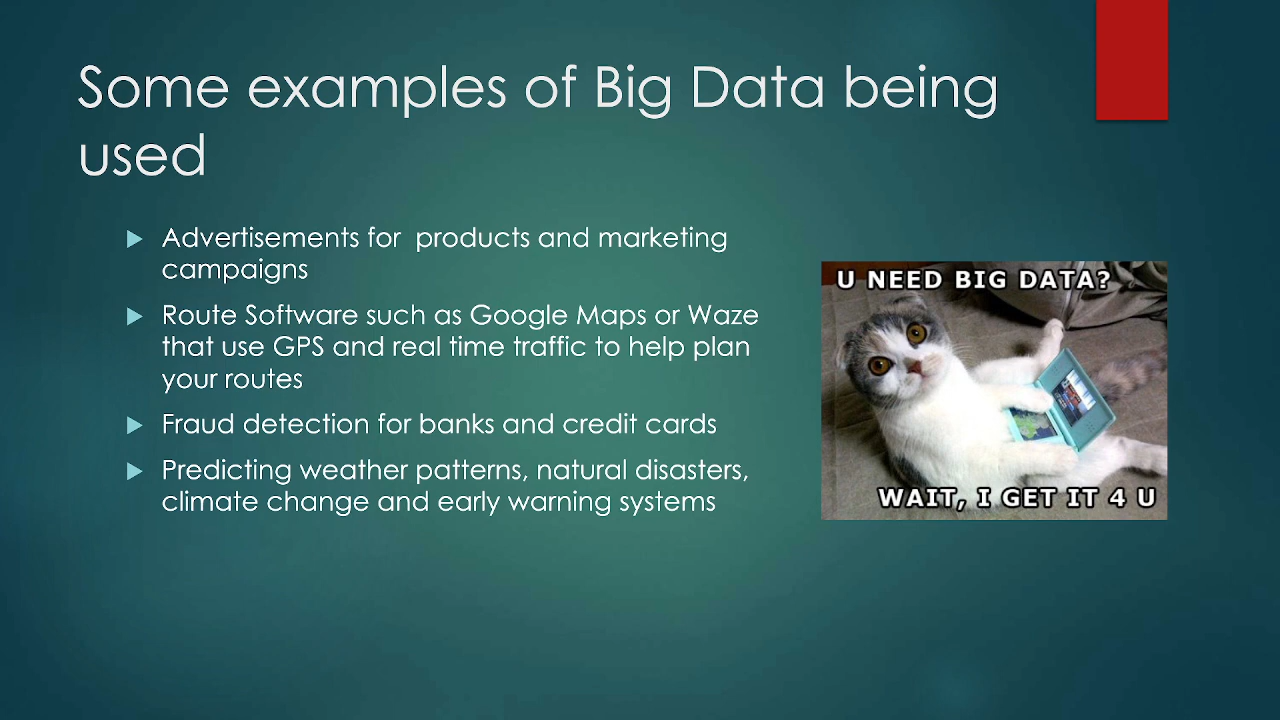 Some examples of Big Data being
used
Advertisements for  products and marketing
campaigns
Route Software such as Google Maps or Waze
that use GPS and real time traffic to help plan
your routes
Fraud detection for banks and credit cards
Predicting weather patterns, natural disasters,
climate change and early warning systems
U NEED BIG DATA?
WAIT, I GET IT 4 U